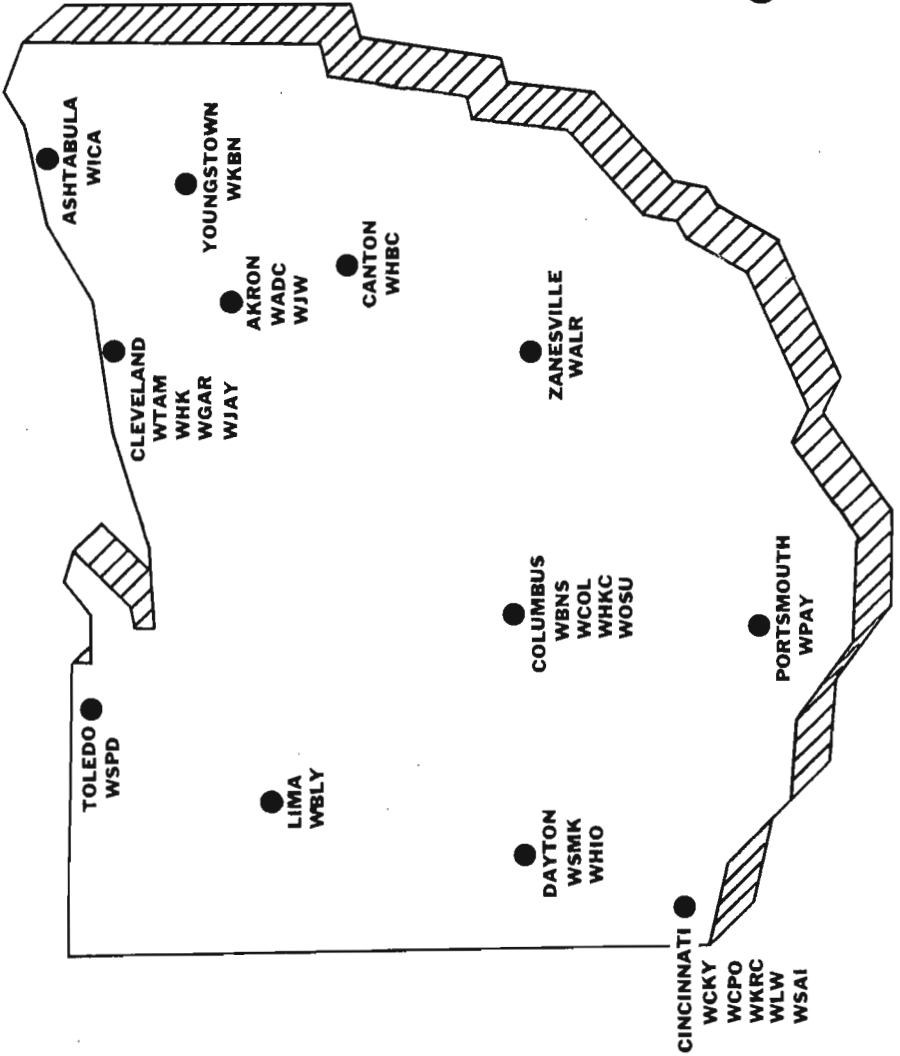 TOLEDO
WSPD
CLEVELAND
WTAM
WHK
WGAR
WJAY
ASHTABULA
WICA
YOUNGSTOWN
WKBN
AKRON
WADC
WJW
CANTON
WHBC
LIMA
WBLY
COLUMBUS
WBNS
WCOL
WHKC
WOSU
ZANESVILLE
WALR
DAYTON
WSMK
WHIO
CINCINNATI
WCKY
WCPO
WKRC
WLW
WSAI
PORTSMOUTH
WPAY